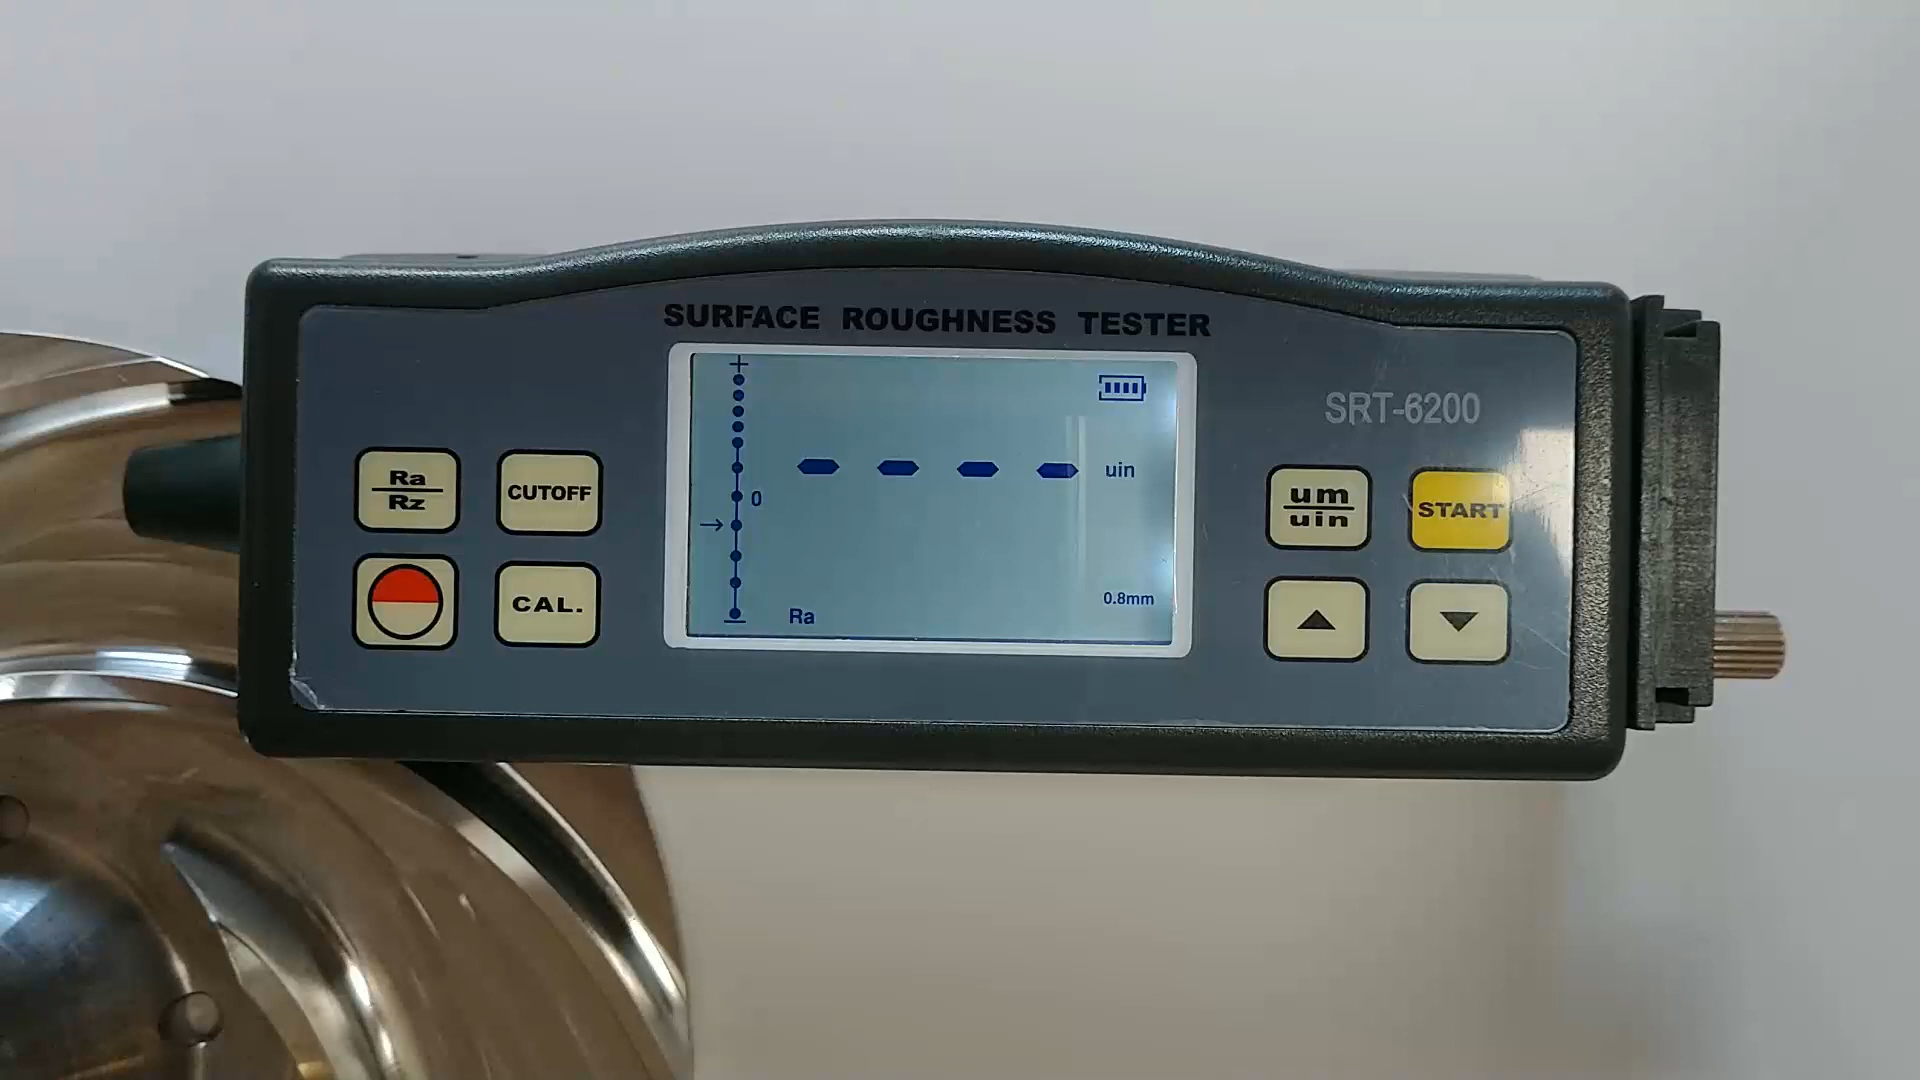 SURFACE ROUGHNESS TESTER
SRT-6200
+
0
→
- - - - uin
0.8mm
Ra
Ra
Rz
CUTOFF
CAL.
um
uin
START